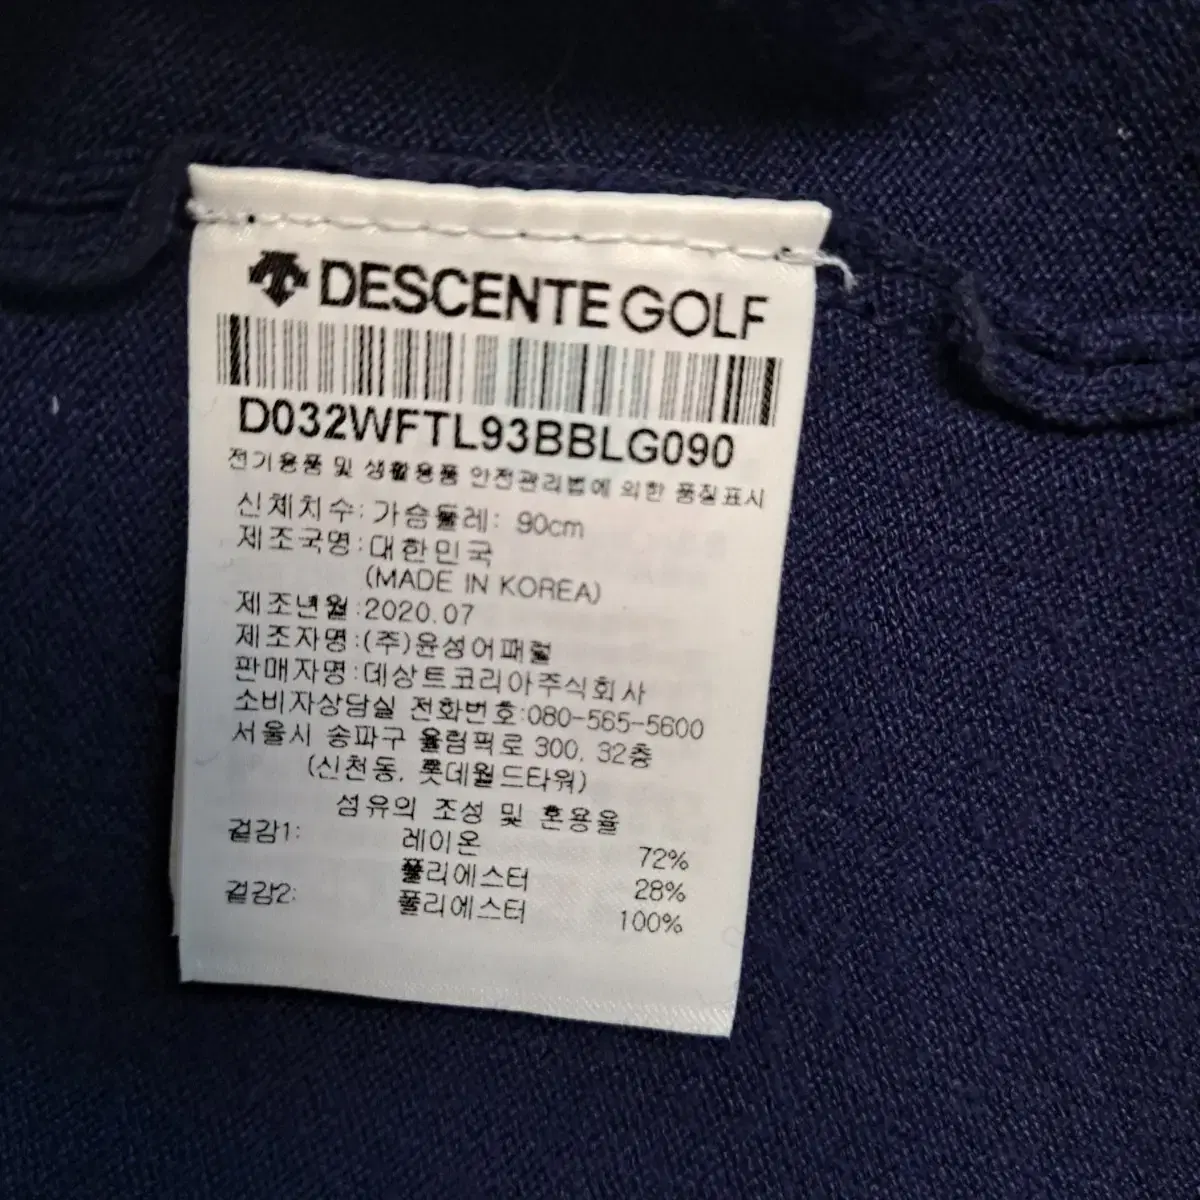 DESCENTE GOLF
D032WFTL93BBLG090
전기용품 및 생활용품 안전관리법에 의한 품질표시
신체치수: 가슴둘레: 90cm
제조국명:대한민국
(MADE IN KOREA)
제조년월:2020.07
제조자명:(주)윤성어패럴
판매자명:데상트코리아주식회사
소비자상담실 전화번호:080-565-5600
서울시 송파구 올림픽로 300, 32층
(신천동, 롯데월드타워)
섬유의 조성 및 혼용율
겉감1: 레이온 72%
폴리에스터 28%
겉감2: 폴리에스터 100%